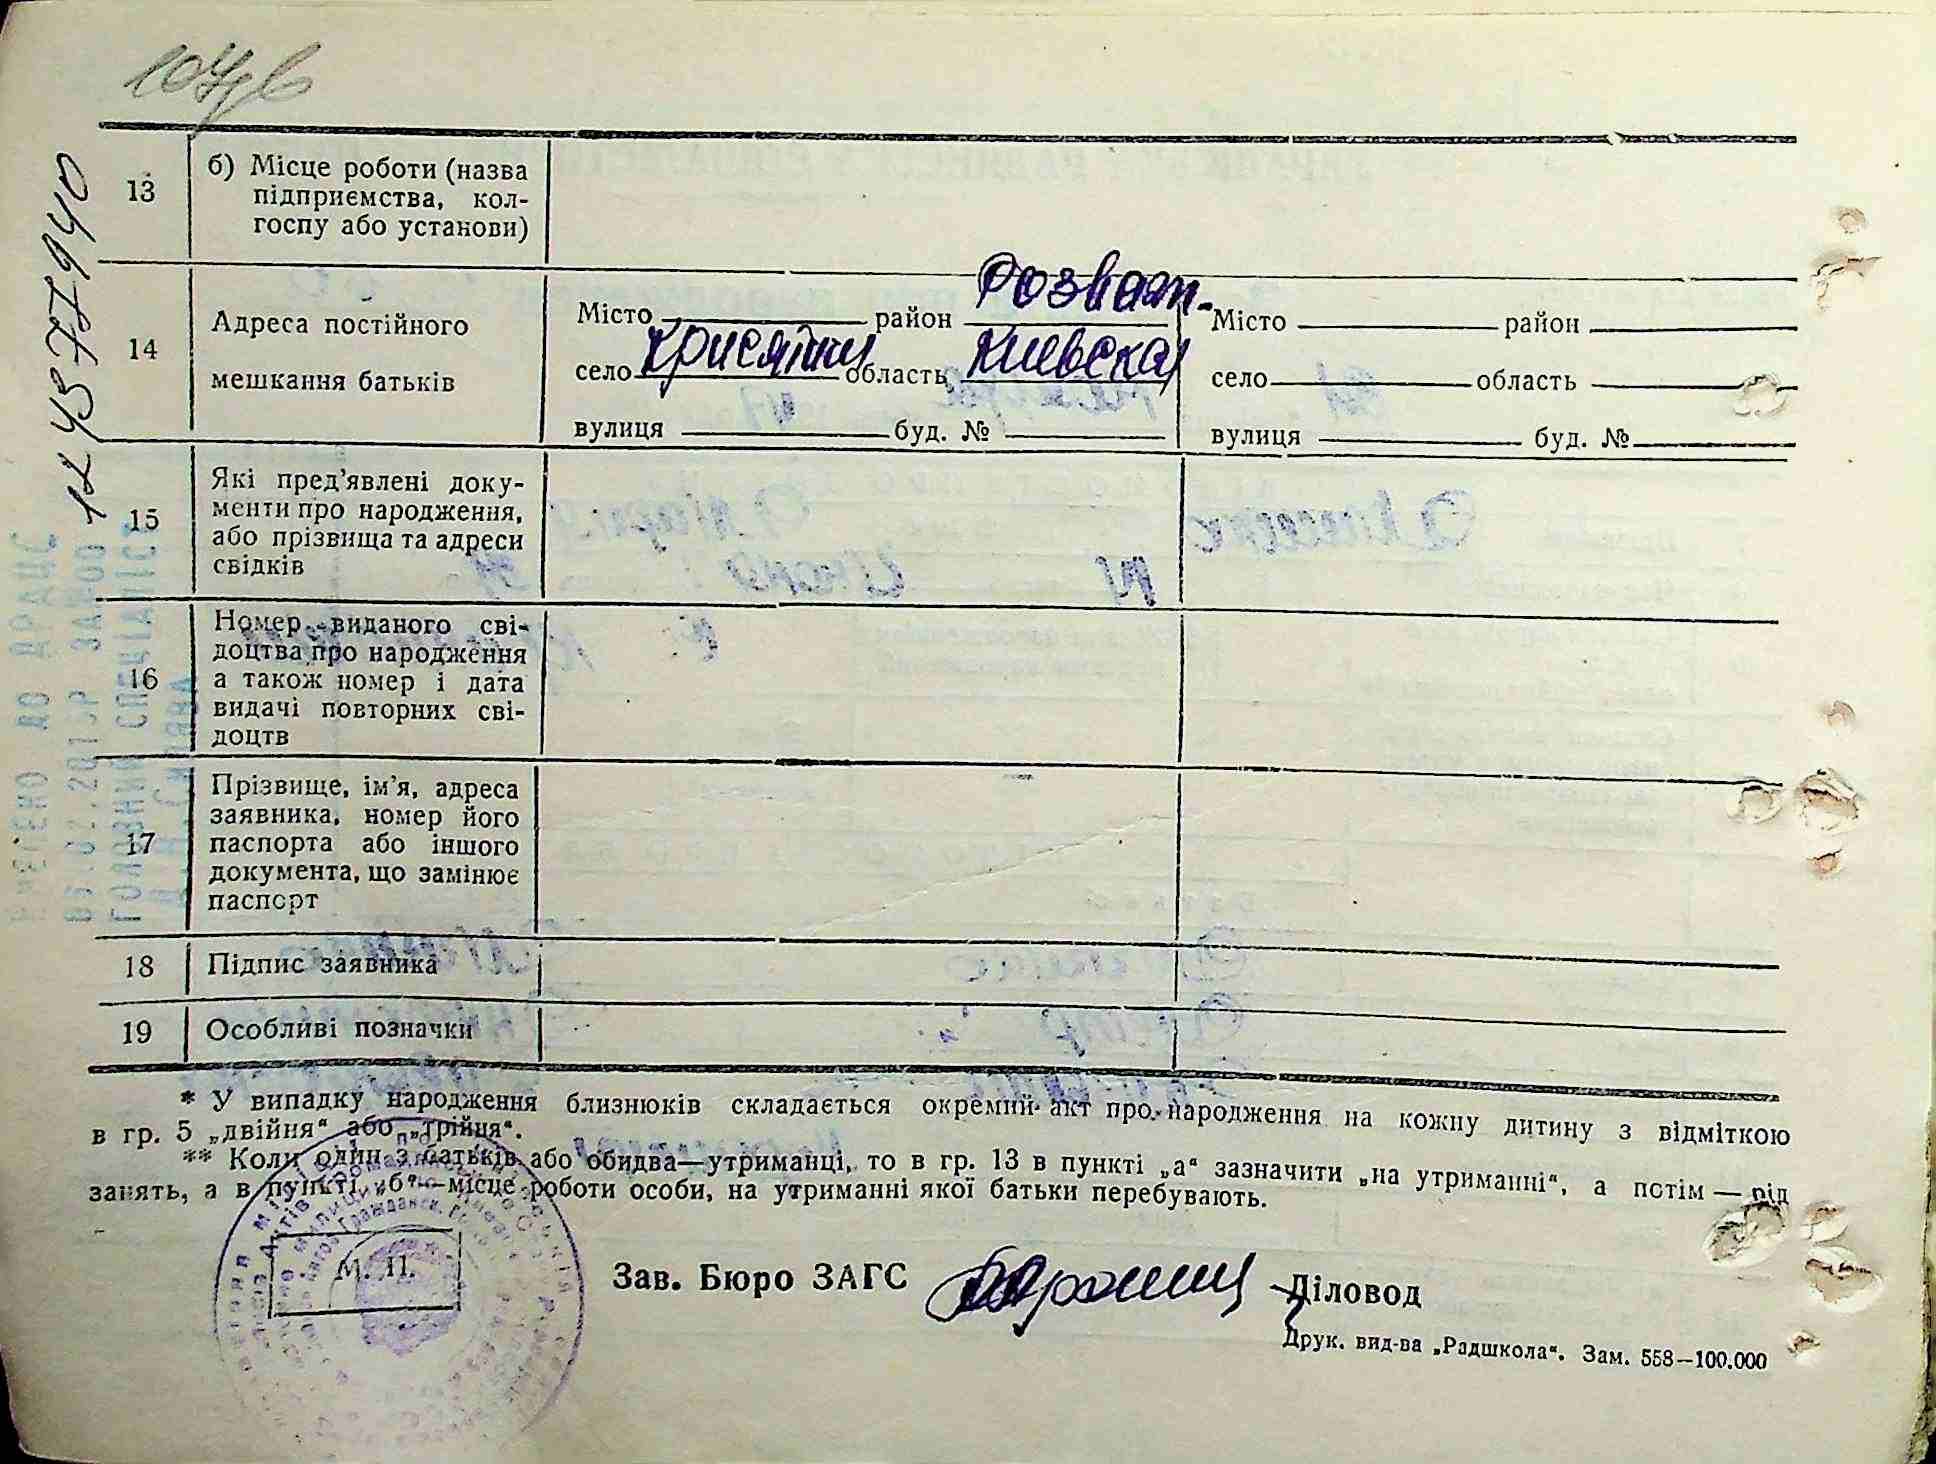 12 4577940
13
б) Місце роботи (назва
підприємства, кол-
госпу або установи)
14
Адреса постійного
мешкання батьків
Місто район Розват.
село область Киевская
вулиця буд. №
Місто район
село область
вулиця буд. №
15
Які пред'явлені доку-
менти про народження,
або прізвища та адреси
свідків
16
Номер виданого сві-
доцтва про народження
а також номер і дата
видачі повторних сві-
доцтв
17
Прізвище, ім'я, адреса
заявника, номер його
паспорта або іншого
документа, що замінює
паспорт
18
Підпис заявника
19
Особливі позначки
* У випадку народження близнюків складається окремий акт про народження на кожну дитину з відміткою
в гр. 5 „двійня“ або „трійня“.
** Коли один з батьків або обидва—утриманці, то в гр. 13 в пункті „а“ зазначити „на утриманні“, а потім — рід
занять, а в пункті „б“—місце роботи особи, на утриманні якої батьки перебувають.
М. П.
Зав. Бюро ЗАГС
Діловод
Друк. вид-ва „Радшкола“. Зам. 558—100.000